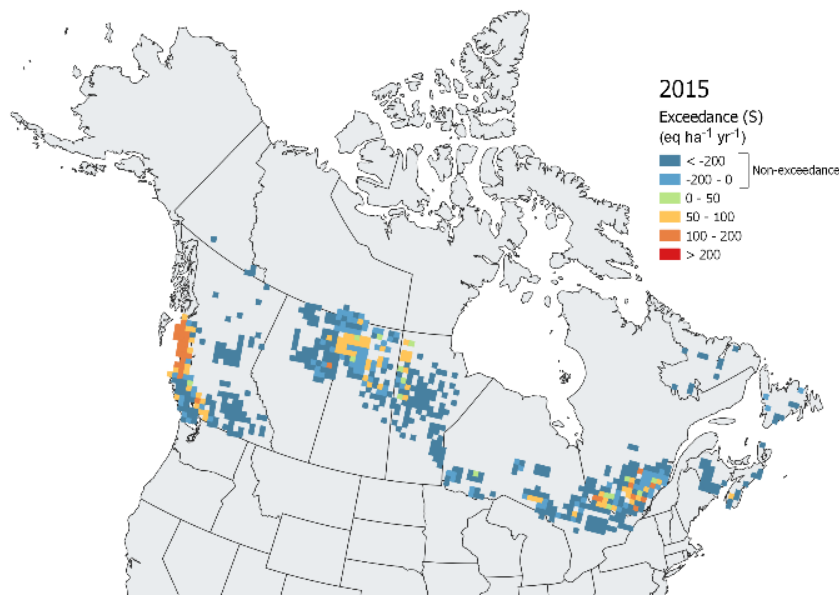 2015
Exceedance (S)
(eq ha⁻¹ yr⁻¹)
< -200
-200 - 0
Non-exceedance
0 - 50
50 - 100
100 - 200
> 200